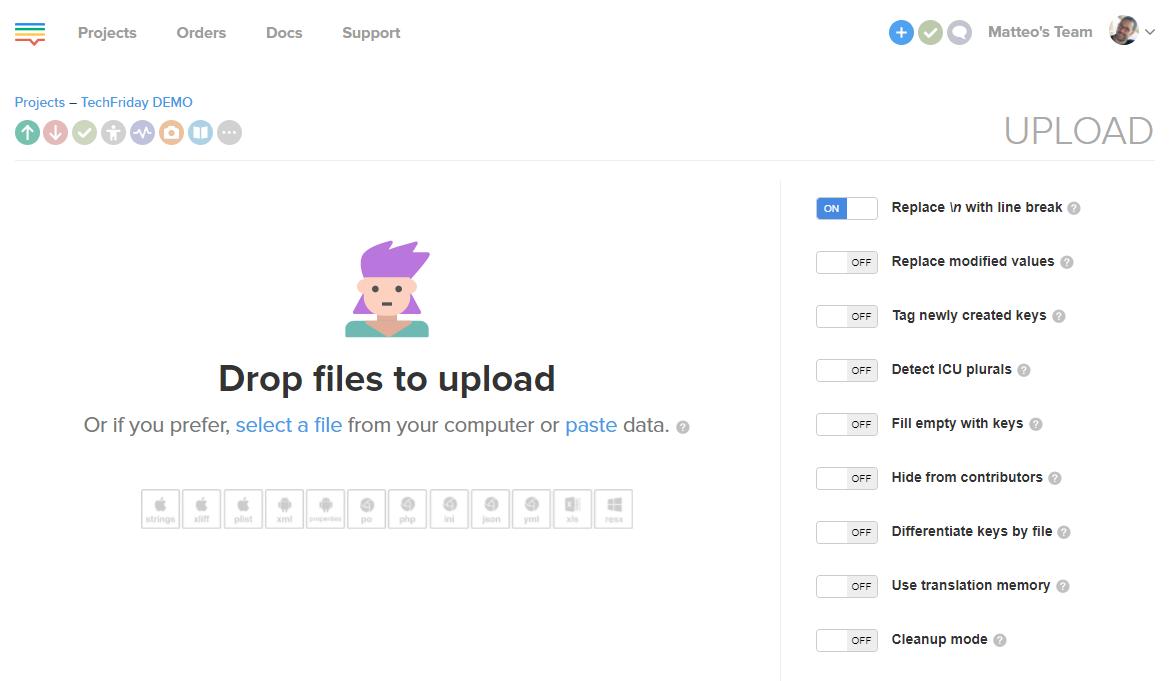 Projects Orders Docs Support Matteo's Team
Projects – TechFriday DEMO
UPLOAD
ON Replace \n with line break ?
OFF Replace modified values ?
OFF Tag newly created keys ?
OFF Detect ICU plurals ?
OFF Fill empty with keys ?
OFF Hide from contributors ?
OFF Differentiate keys by file ?
OFF Use translation memory ?
OFF Cleanup mode ?
Drop files to upload
Or if you prefer, select a file from your computer or paste data. ?
strings xliff plist xml properties po php ini json yml xls resx